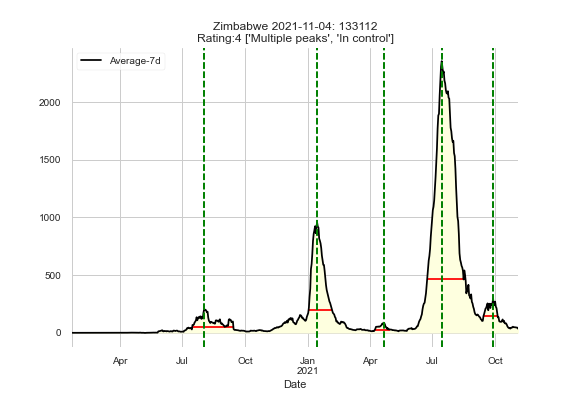 Zimbabwe 2021-11-04: 133112
Rating:4 ['Multiple peaks', 'In control']
Average-7d
2000
1500
1000
500
0
Apr
Jul
Oct
Jan
2021
Apr
Jul
Oct
Date